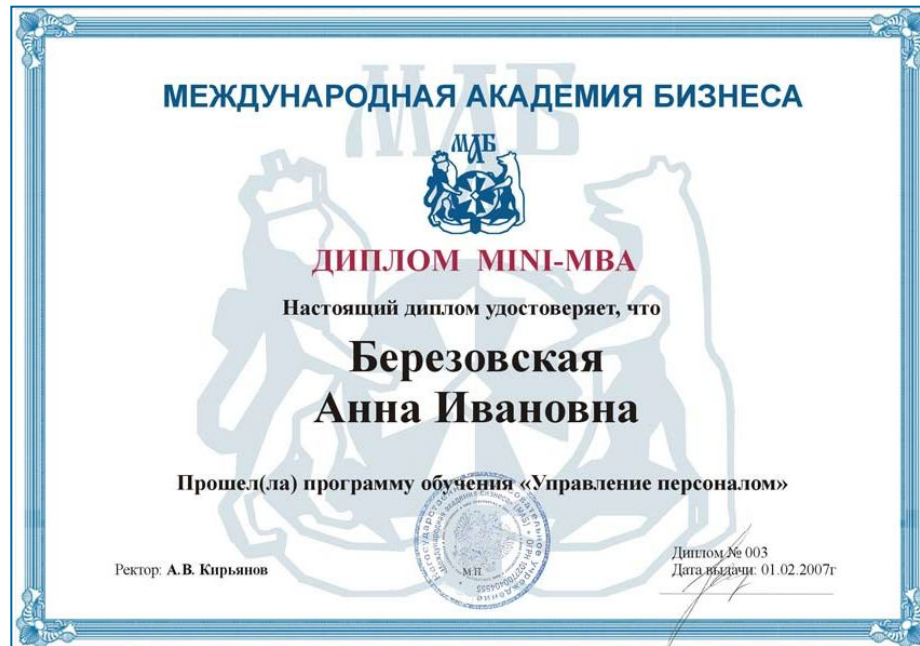 МЕЖДУНАРОДНАЯ АКАДЕМИЯ БИЗНЕСА
МАБ
ДИПЛОМ MINI-MBA
Настоящий диплом удостоверяет, что
Березовская
Анна Ивановна
Прошел(ла) программу обучения «Управление персоналом»
Ректор: А.В. Кирьянов
М.П.
Диплом № 003
Дата выдачи: 01.02.2007г